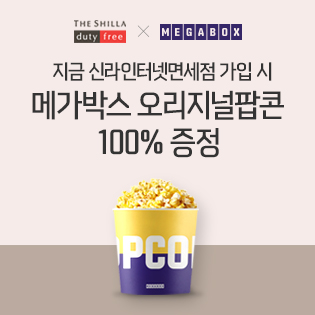 THE SHILLA
duty free × MEGABOX
지금 신라인터넷면세점 가입 시
메가박스 오리지널팝콘
100% 증정
OPCO